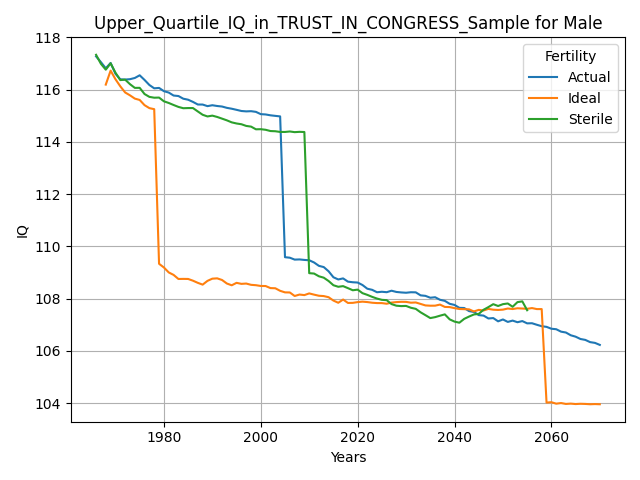 Upper_Quartile_IQ_in_TRUST_IN_CONGRESS_Sample for Male
118
116
114
112
110
108
106
104
IQ
Fertility
Actual
Ideal
Sterile
1980
2000
2020
2040
2060
Years